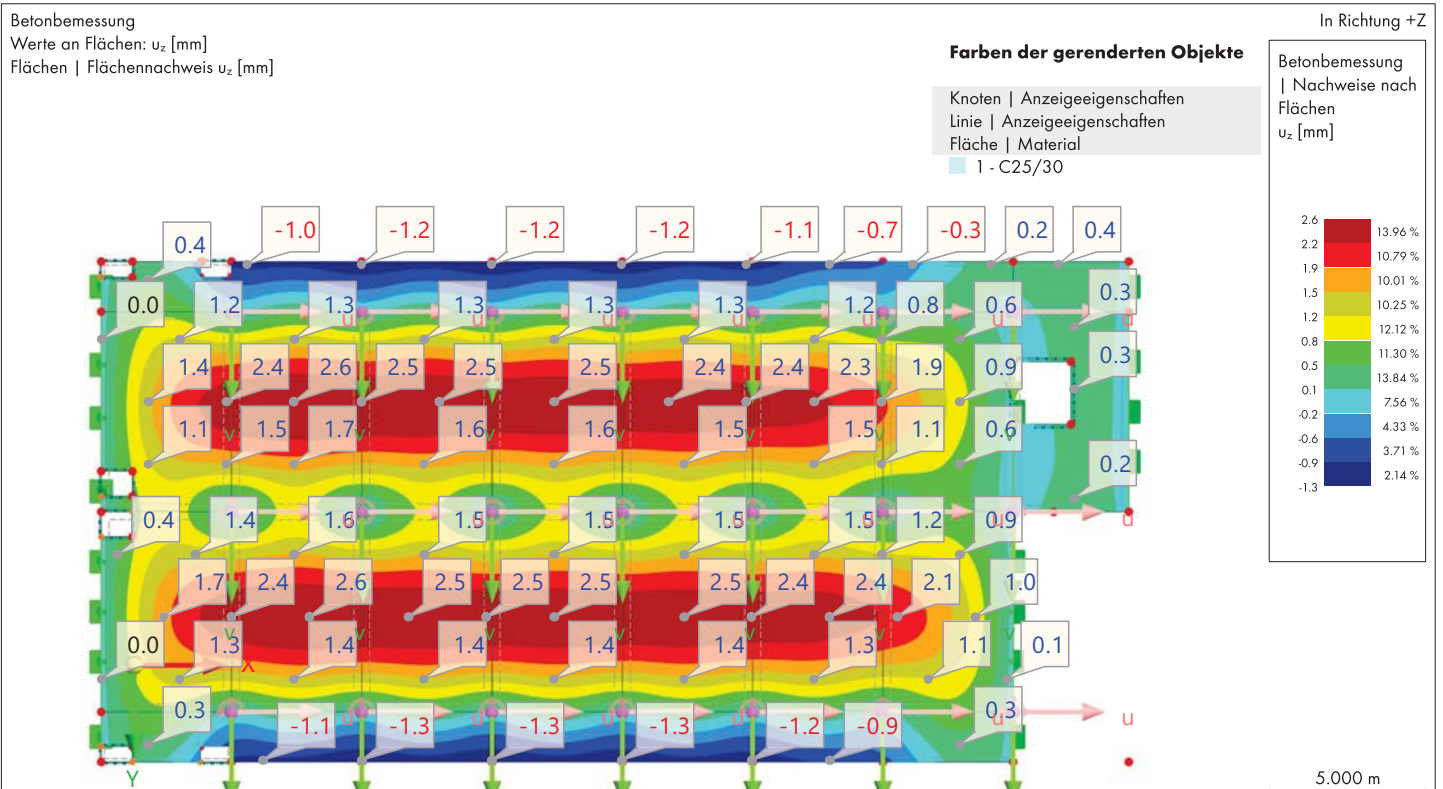 Betonbemessung
Werte an Flächen: uz [mm]
Flächen | Flächennachweis uz [mm]
In Richtung +Z
Farben der gerenderten Objekte
Knoten | Anzeigeeigenschaften
Linie | Anzeigeeigenschaften
Fläche | Material
1 - C25/30
Betonbemessung
| Nachweise nach
Flächen
uz [mm]
2.6
2.2 13.96 %
1.9 10.79 %
1.5 10.01 %
1.2 10.25 %
0.8 12.12 %
0.5 11.30 %
0.1 13.84 %
-0.2 7.56 %
-0.6 4.33 %
-0.9 3.71 %
-1.3 2.14 %
0.4 -1.0 -1.2 -1.2 -1.2 -1.1 -0.7 -0.3 0.2 0.4
0.0 1.2 1.3 1.3 1.3 1.3 1.2 0.8 0.6 0.3
u u u u u u u
1.4 2.4 2.6 2.5 2.5 2.5 2.4 2.4 2.3 1.9 0.9 0.3
1.1 1.5 1.7 1.6 1.6 1.5 1.5 1.1 0.6
v v v v v v v
0.2
0.4 1.4 1.6 1.5 1.5 1.5 1.5 1.2 0.9
u u u u u u u
1.7 2.4 2.6 2.5 2.5 2.5 2.5 2.4 2.4 2.1 1.0
0.0 1.3 1.4 1.4 1.4 1.4 1.3 1.1 0.1
v v v v v v v
X
0.3 -1.1 -1.3 -1.3 -1.3 -1.2 -0.9 0.3
u u u u u u u
Y
5.000 m